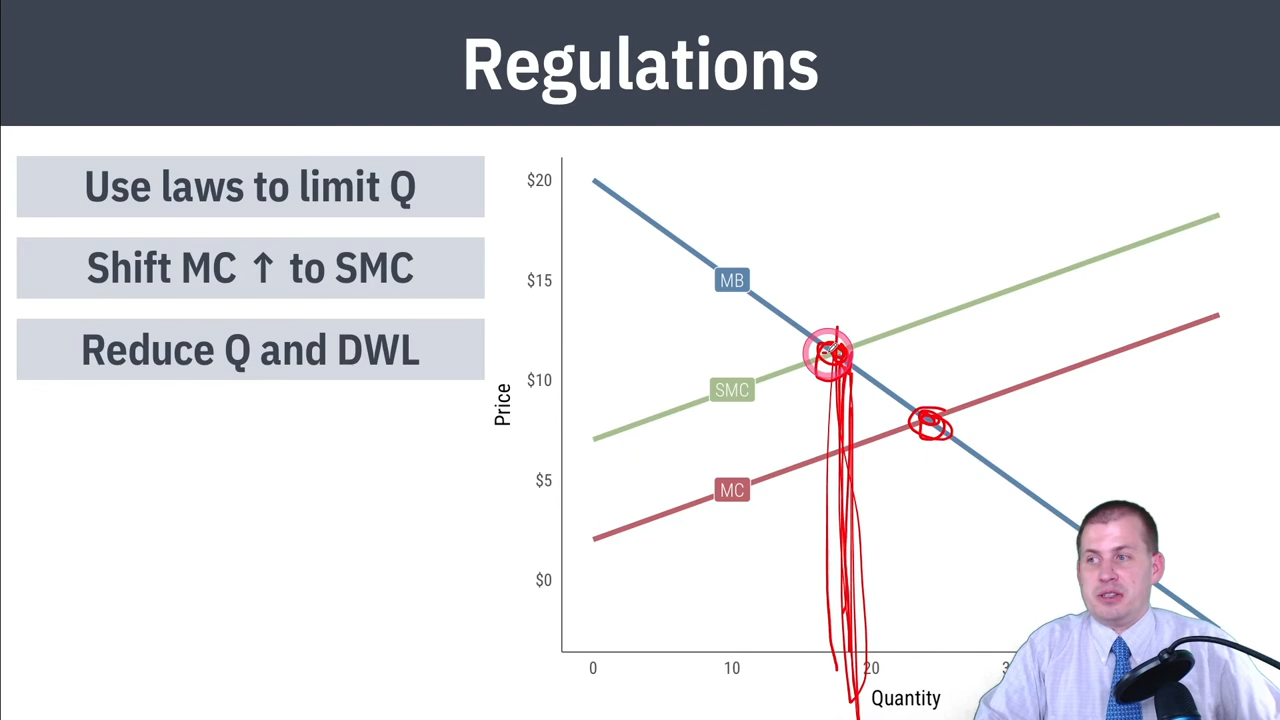 Regulations
Use laws to limit Q
Shift MC ↑ to SMC
Reduce Q and DWL
$20
$15
$10
$5
$0
Price
MB
SMC
MC
0
10
20
Quantity